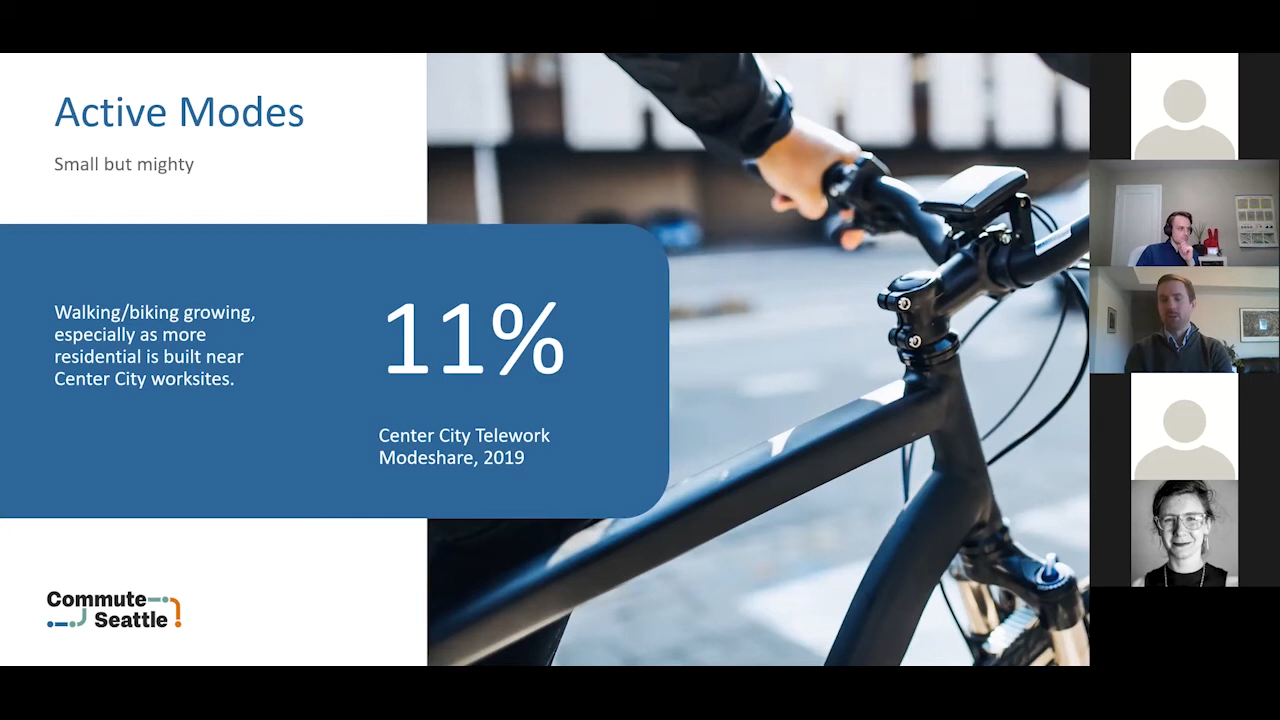 Active Modes
Small but mighty
Walking/biking growing,
especially as more
residential is built near
Center City worksites.
11%
Center City Telework
Modeshare, 2019
Commute
Seattle